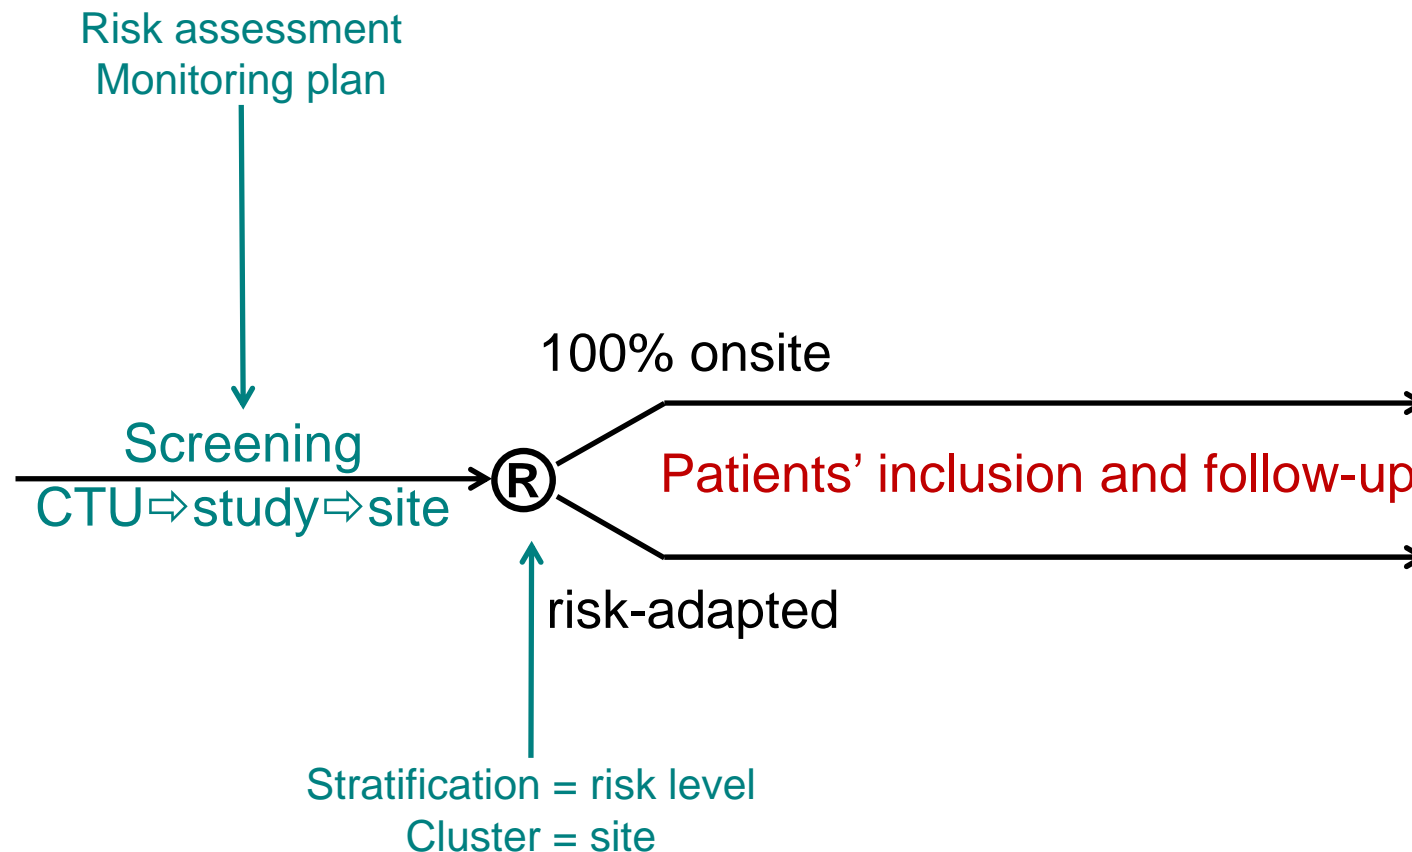 Risk assessment
Monitoring plan
100% onsite
Screening
R
Patients’ inclusion and follow-up
CTU⇨study⇨site
risk-adapted
Stratification = risk level
Cluster = site